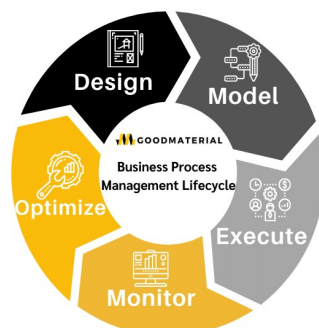 Design
Model
GOODMATERIAL
Business Process
Management Lifecycle
Optimize
Execute
Monitor